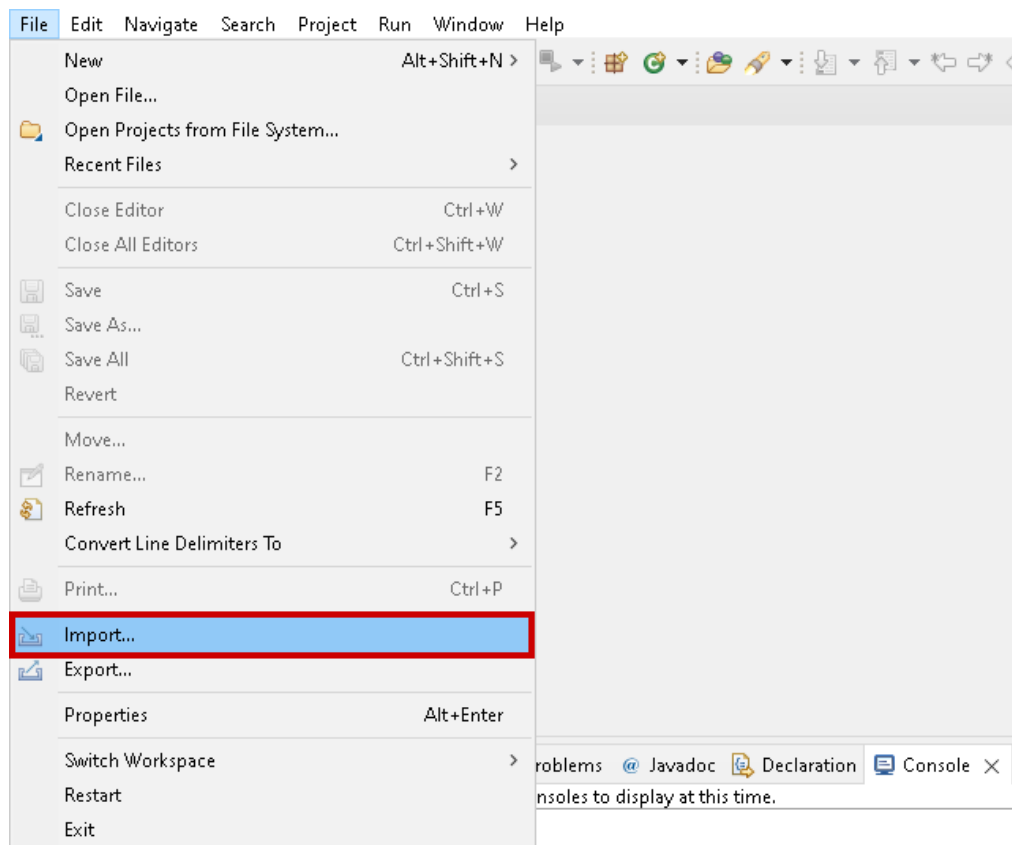 File Edit Navigate Search Project Run Window Help
New Alt+Shift+N >
Open File...
Open Projects from File System...
Recent Files >
Close Editor Ctrl+W
Close All Editors Ctrl+Shift+W
Save Ctrl+S
Save As...
Save All Ctrl+Shift+S
Revert
Move...
Rename... F2
Refresh F5
Convert Line Delimiters To >
Print... Ctrl+P
Import...
Export...
Properties Alt+Enter
Switch Workspace >
roblems @ Javadoc Declaration Console
Restart
nsoles to display at this time.
Exit